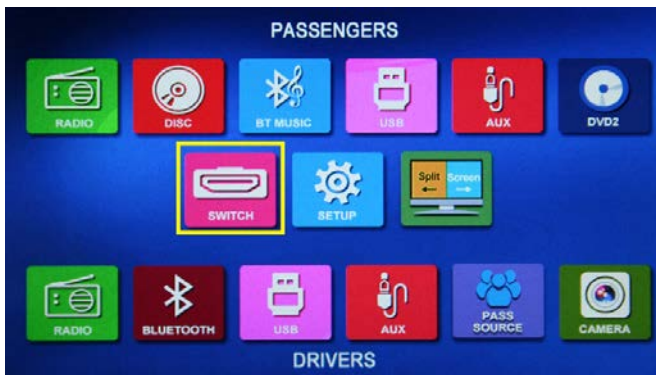 PASSENGERS
RADIO DISC BT MUSIC USB AUX DVD2
SWITCH SETUP Split Screen
RADIO BLUETOOTH USB AUX PASS SOURCE CAMERA
DRIVERS